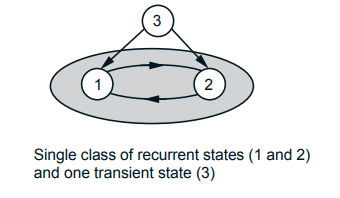 3
1
2
Single class of recurrent states (1 and 2)
and one transient state (3)